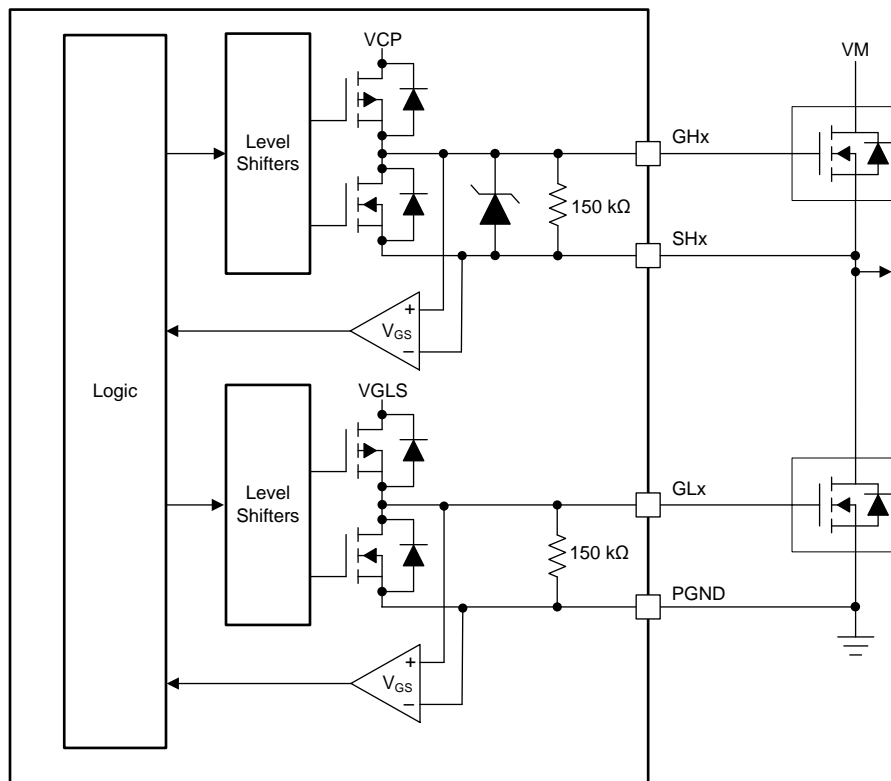 VCP
VM
Level
Shifters
GHx
150 kΩ
SHx
+
VGS
−
Logic
VGLS
Level
Shifters
GLx
150 kΩ
PGND
+
VGS
−